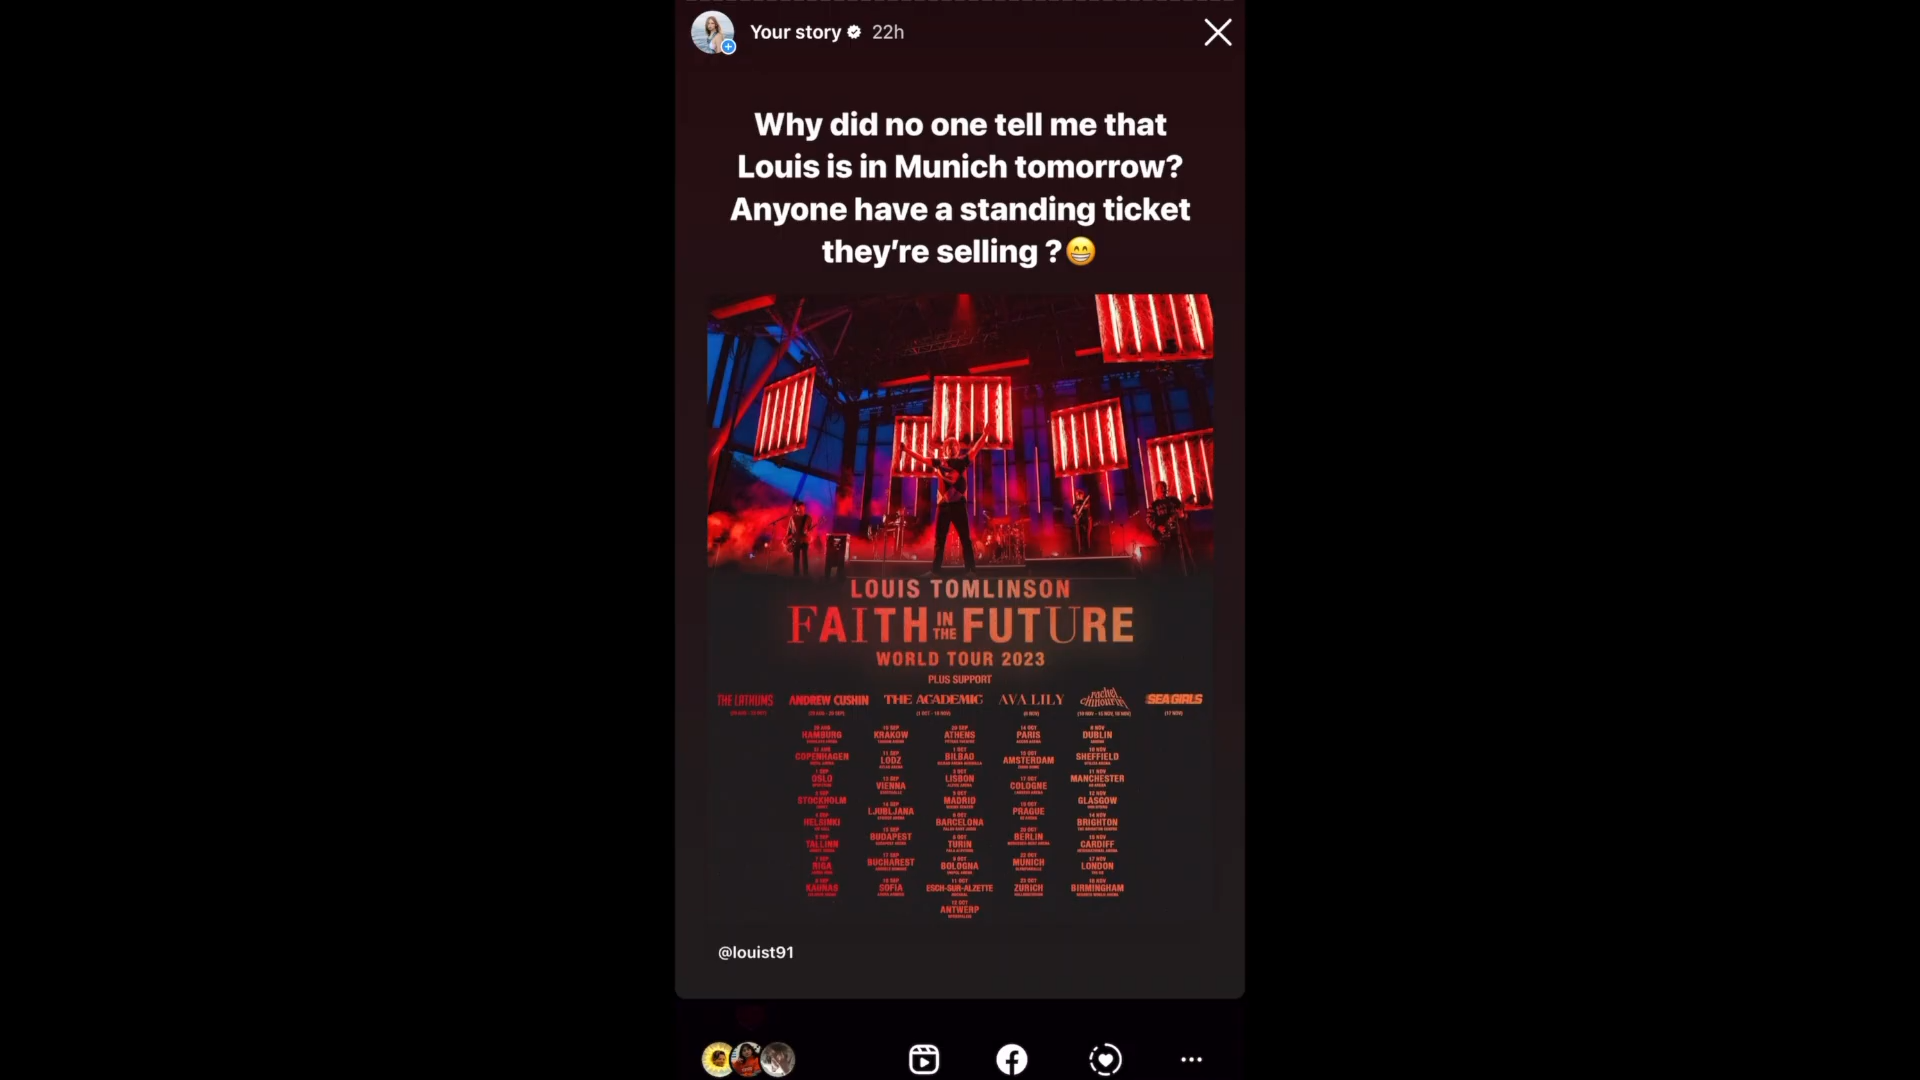 Your story 22h
Why did no one tell me that
Louis is in Munich tomorrow?
Anyone have a standing ticket
they're selling ?😁
LOUIS TOMLINSON
FAITH IN THE FUTURE
WORLD TOUR 2023
PLUS SUPPORT
THE LATHUMS ANDREW CUSHIN THE ACADEMIC AVA LILY rachel chinouriri SEA GIRLS
HAMBURG
COPENHAGEN
OSLO
STOCKHOLM
HELSINKI
TALLINN
RIGA
KAUNAS
KRAKOW
LODZ
VIENNA
LJUBLJANA
BUDAPEST
BUCHAREST
SOFIA
ATHENS
BILBAO
LISBON
MADRID
BARCELONA
TURIN
BOLOGNA
ESCH-SUR-ALZETTE
ANTWERP
PARIS
AMSTERDAM
COLOGNE
PRAGUE
BERLIN
MUNICH
ZURICH
DUBLIN
SHEFFIELD
MANCHESTER
GLASGOW
BRIGHTON
CARDIFF
LONDON
BIRMINGHAM
@louist91